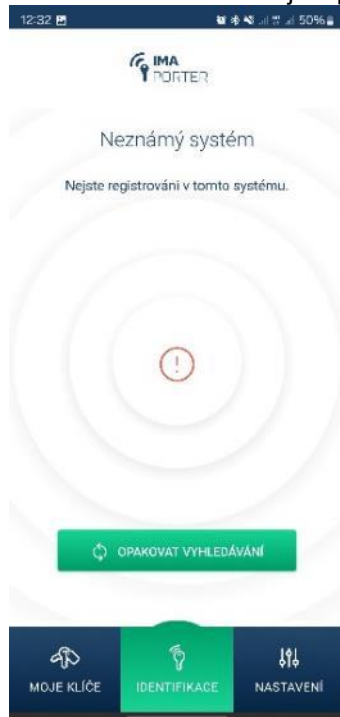 12:32 50%
IMA
PORTER
Neznámý systém
Nejste registrováni v tomto systému.
OPAKOVAT VYHLEDÁVÁNÍ
MOJE KLÍČE IDENTIFIKACE NASTAVENÍ